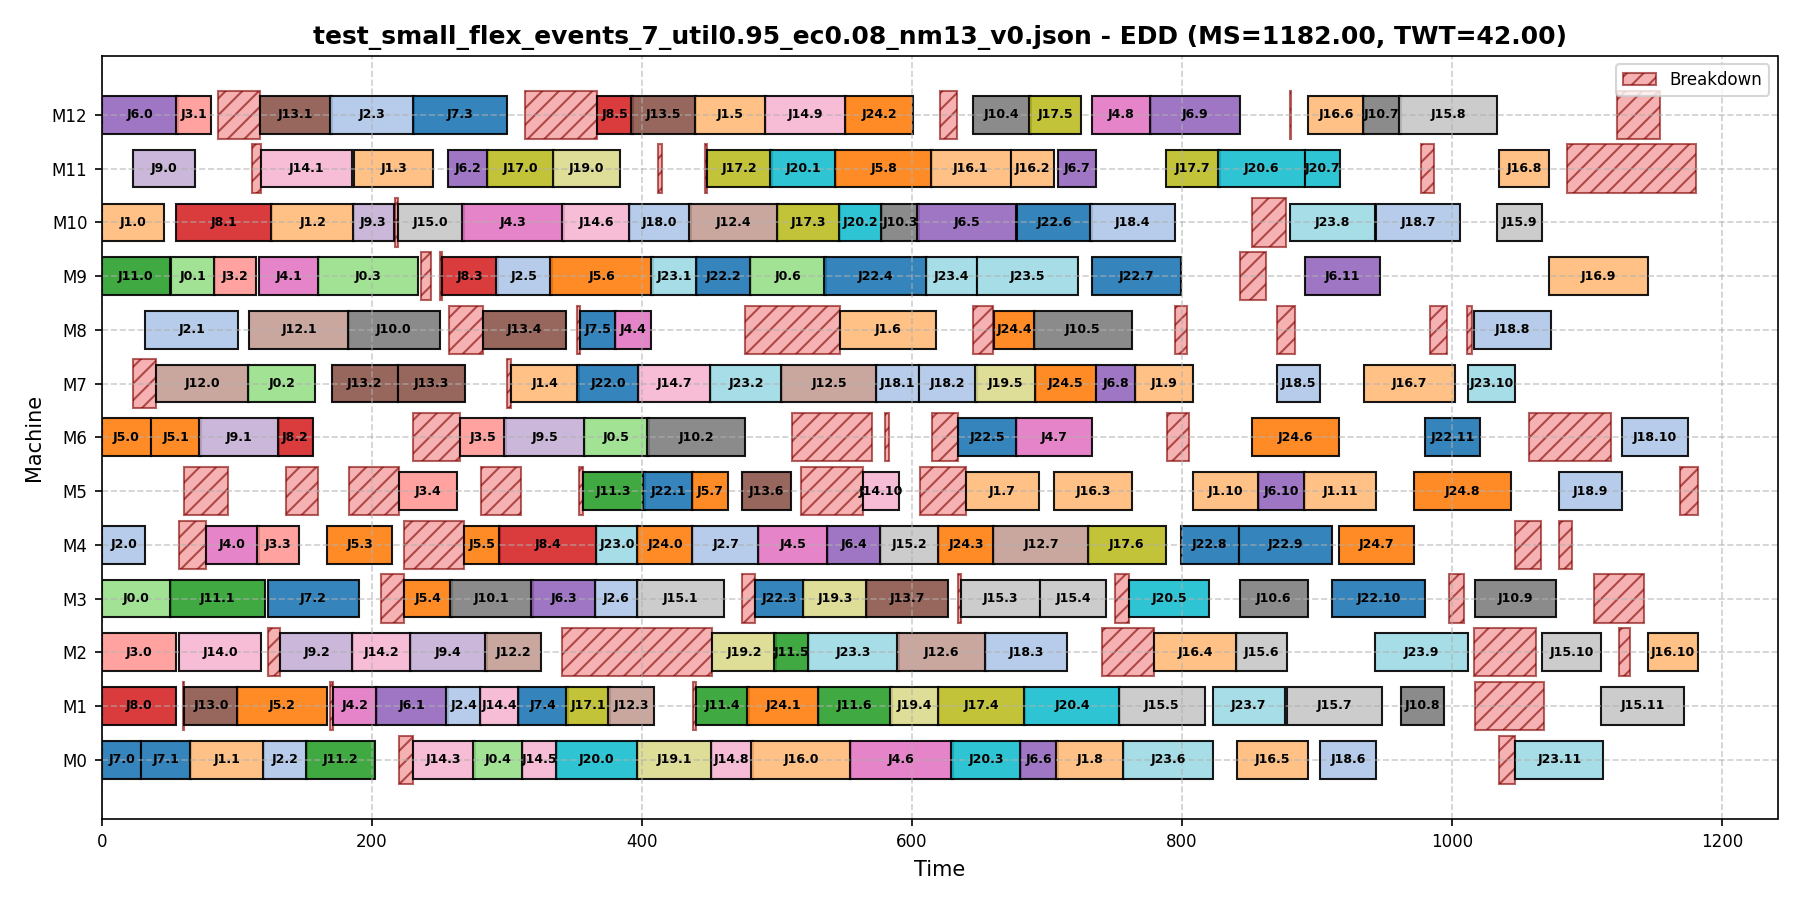 test_small_flex_events_7_util0.95_ec0.08_nm13_v0.json - EDD (MS=1182.00, TWT=42.00)
Breakdown
M12 J6.0 J3.1 J13.1 J2.3 J7.3 J8.5 J13.5 J1.5 J14.9 J24.2 J10.4 J17.5 J4.8 J6.9 J16.6 J10.7 J15.8
M11 J9.0 J14.1 J1.3 J6.2 J17.0 J19.0 J17.2 J20.1 J5.8 J16.1 J16.2 J6.7 J17.7 J20.6 J20.7 J16.8
M10 J1.0 J8.1 J1.2 J9.3 J15.0 J4.3 J14.6 J18.0 J12.4 J17.3 J20.2 J10.3 J6.5 J22.6 J18.4 J23.8 J18.7 J15.9
M9 J11.0 J0.1 J3.2 J4.1 J0.3 J8.3 J2.5 J5.6 J23.1 J22.2 J0.6 J22.4 J23.4 J23.5 J22.7 J6.11 J16.9
M8 J2.1 J12.1 J10.0 J13.4 J7.5 J4.4 J1.6 J24.4 J10.5 J18.8
M7 J12.0 J0.2 J13.2 J13.3 J1.4 J22.0 J14.7 J23.2 J12.5 J18.1 J18.2 J19.5 J24.5 J6.8 J1.9 J18.5 J16.7 J23.10
M6 J5.0 J5.1 J9.1 J8.2 J3.5 J9.5 J0.5 J10.2 J22.5 J4.7 J24.6 J22.11 J18.10
M5 J3.4 J11.3 J22.1 J5.7 J13.6 J14.10 J1.7 J16.3 J1.10 J6.10 J1.11 J24.8 J18.9
M4 J2.0 J4.0 J3.3 J5.3 J5.5 J8.4 J23.0 J24.0 J2.7 J4.5 J6.4 J15.2 J24.3 J12.7 J17.6 J22.8 J22.9 J24.7
M3 J0.0 J11.1 J7.2 J5.4 J10.1 J6.3 J2.6 J15.1 J22.3 J19.3 J13.7 J15.3 J15.4 J20.5 J10.6 J22.10 J10.9
M2 J3.0 J14.0 J9.2 J14.2 J9.4 J12.2 J19.2 J11.5 J23.3 J12.6 J18.3 J16.4 J15.6 J23.9 J15.10 J16.10
M1 J8.0 J13.0 J5.2 J4.2 J6.1 J2.4 J14.4 J7.4 J17.1 J12.3 J11.4 J24.1 J11.6 J19.4 J17.4 J20.4 J15.5 J23.7 J15.7 J10.8 J15.11
M0 J7.0 J7.1 J1.1 J2.2 J11.2 J14.3 J0.4 J14.5 J20.0 J19.1 J14.8 J16.0 J4.6 J20.3 J6.6 J1.8 J23.6 J16.5 J18.6 J23.11
Machine
0 200 400 600 800 1000 1200
Time